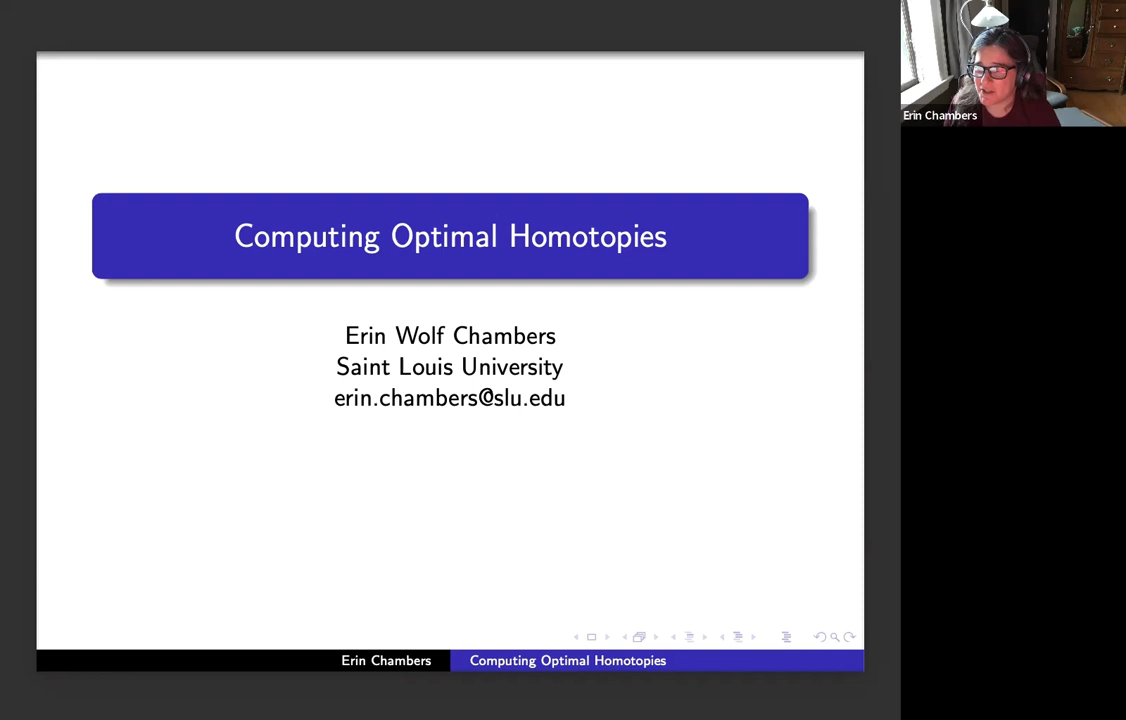 Computing Optimal Homotopies
Erin Wolf Chambers
Saint Louis University
erin.chambers@slu.edu
Erin Chambers
Computing Optimal Homotopies
Erin Chambers